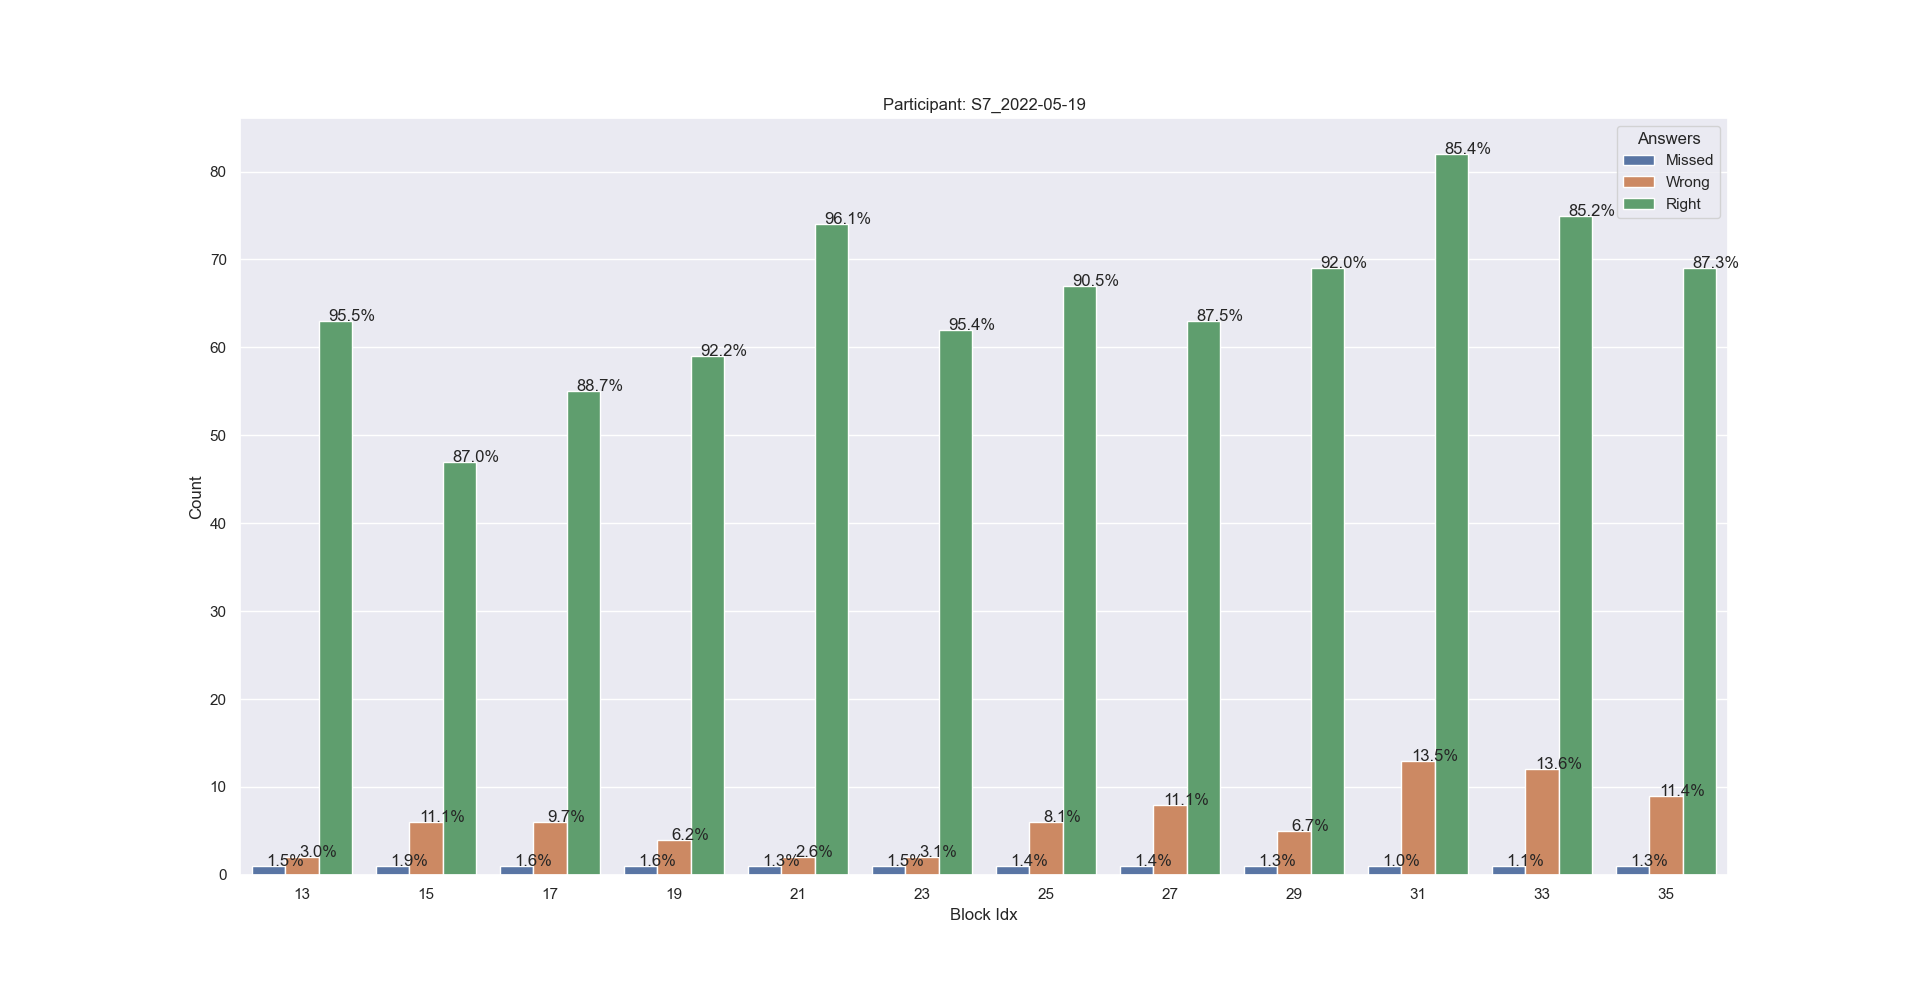 Participant: S7_2022-05-19
Answers
Missed
Wrong
Right
Count
80
70
60
50
40
30
20
10
0
1.5% 3.0% 95.5%
1.9% 11.1% 87.0%
1.6% 9.7% 88.7%
1.6% 6.2% 92.2%
1.3% 2.6% 96.1%
1.5% 3.1% 95.4%
1.4% 8.1% 90.5%
1.4% 11.1% 87.5%
1.3% 6.7% 92.0%
1.0% 13.5% 85.4%
1.1% 13.6% 85.2%
1.3% 11.4% 87.3%
13 15 17 19 21 23 25 27 29 31 33 35
Block Idx